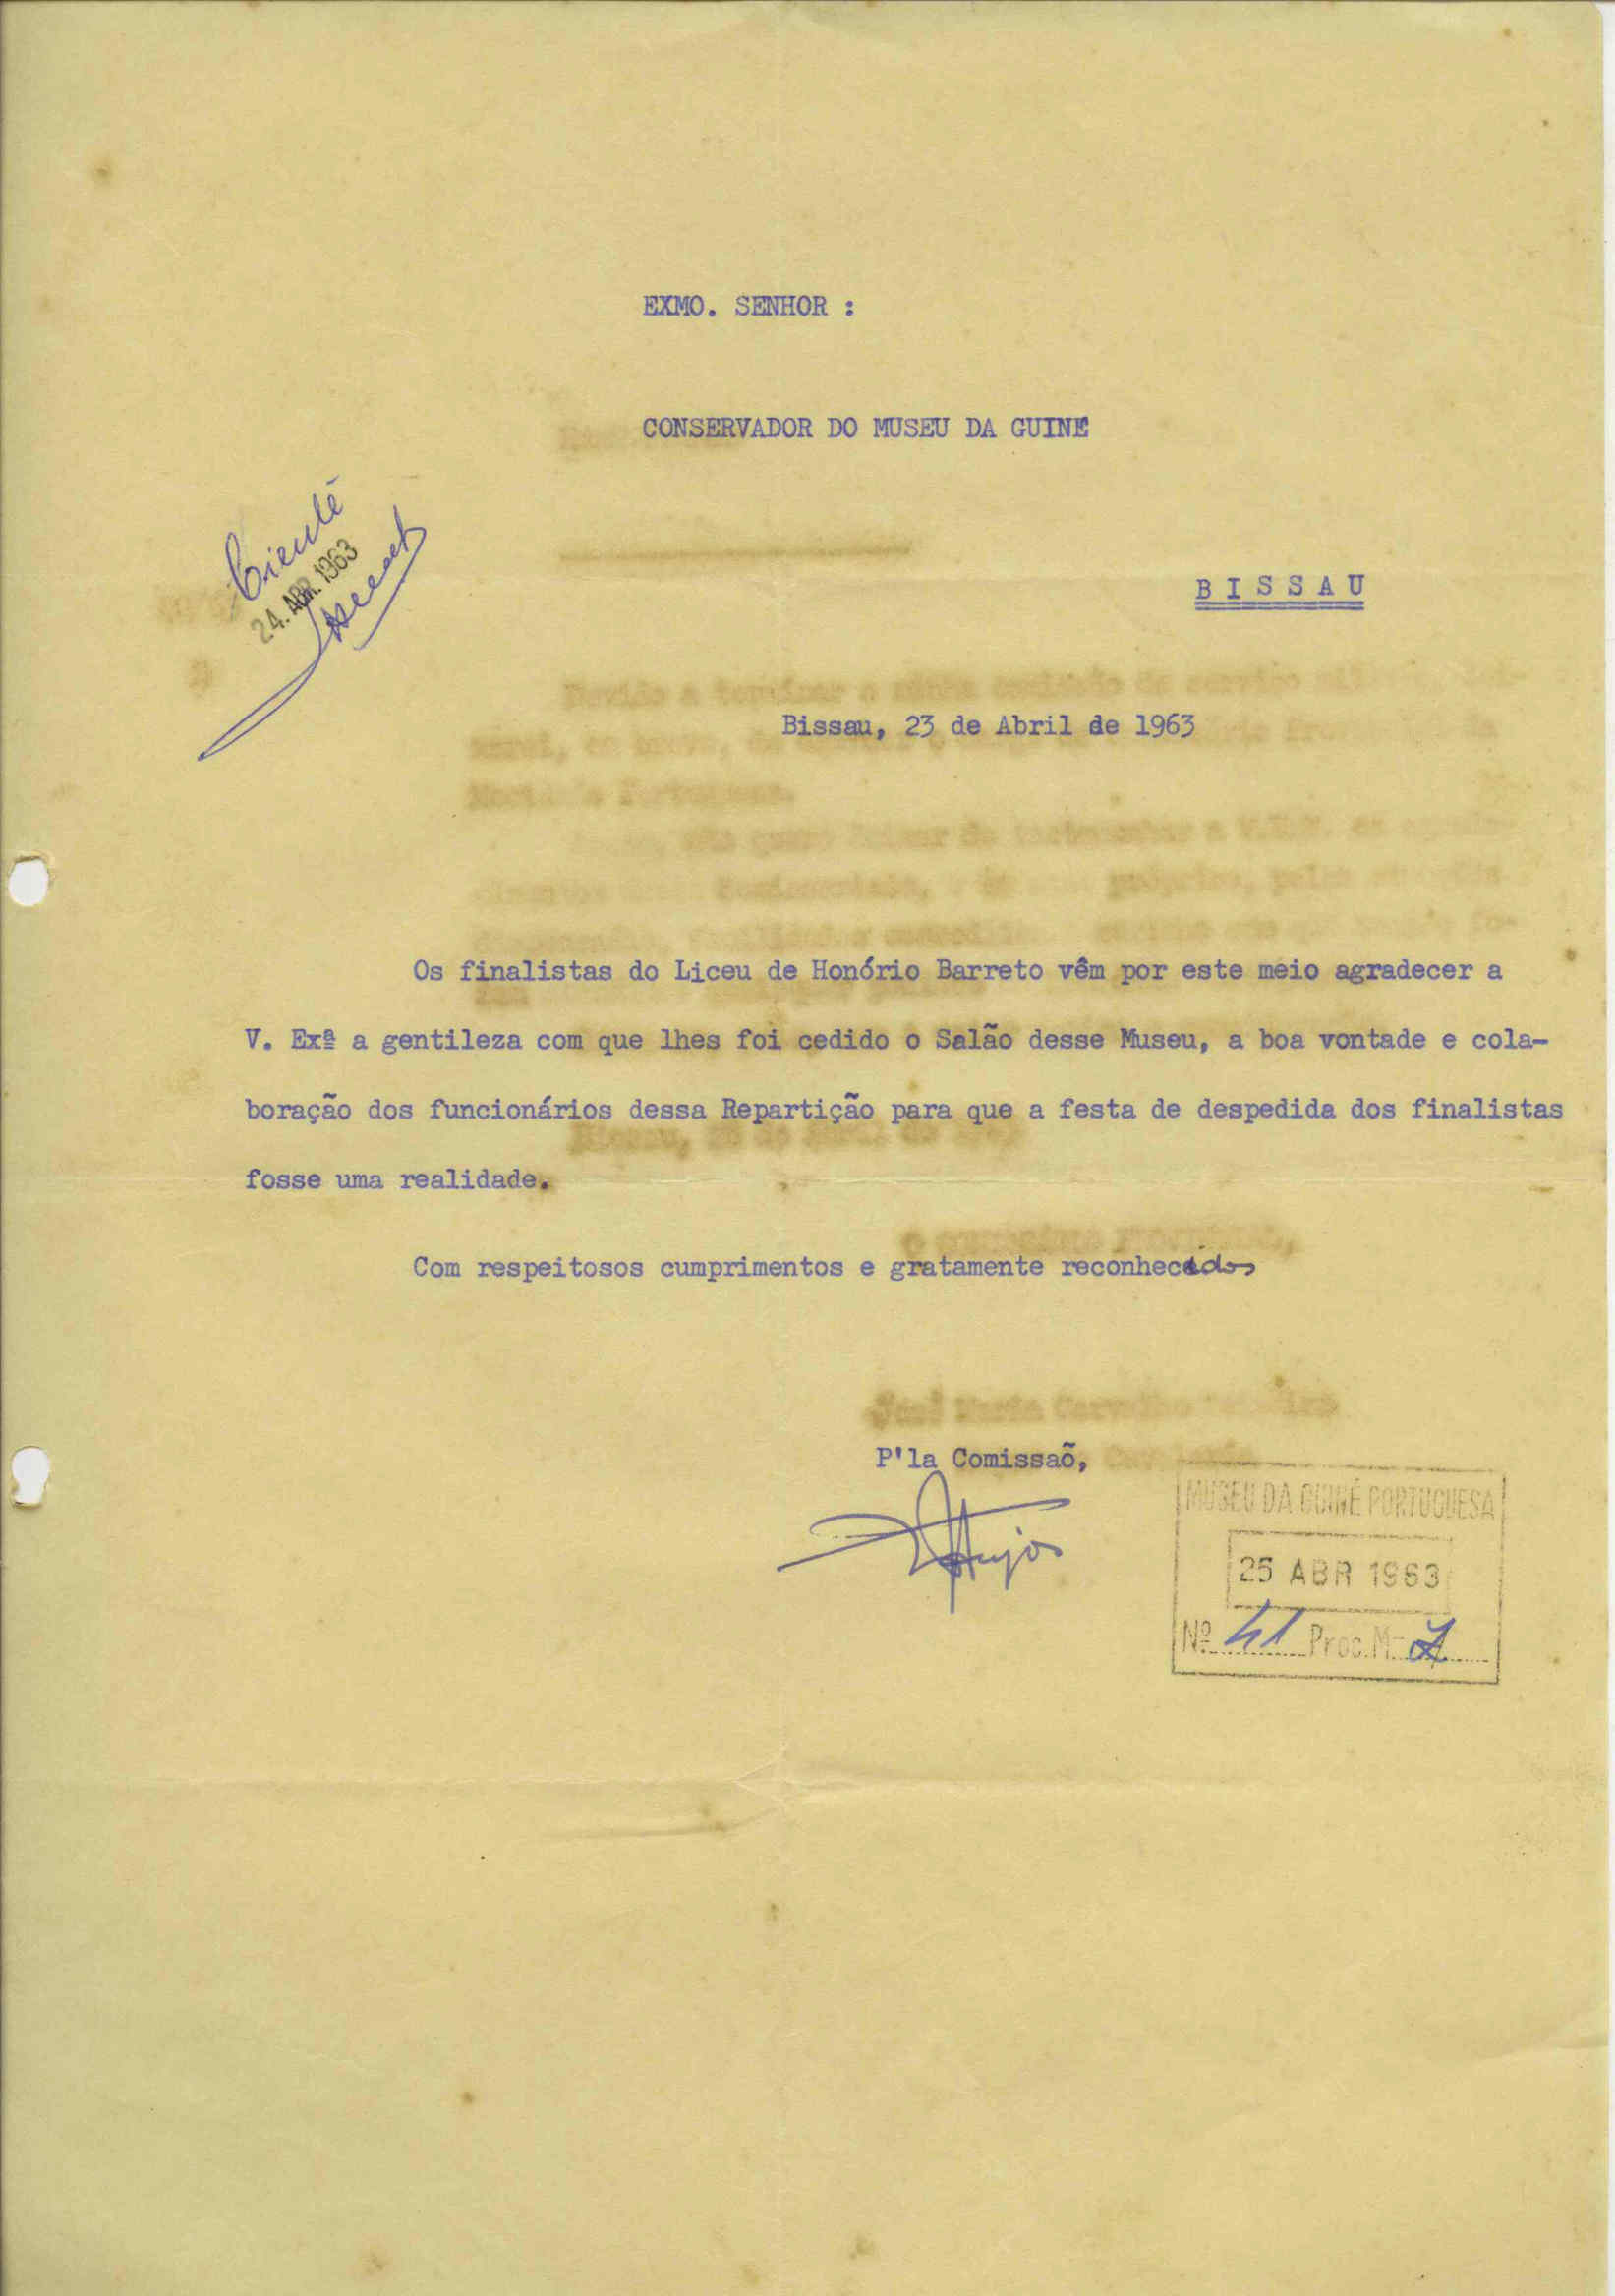 EXMO. SENHOR :
CONSERVADOR DO MUSEU DA GUINÉ
Ciente
24. ABR. 1963
BISSAU
Bissau, 23 de Abril de 1963
Os finalistas do Liceu de Honório Barreto vêm por este meio agradecer a
V. Exª a gentileza com que lhes foi cedido o Salão desse Museu, a boa vontade e cola-
boração dos funcionários dessa Repartição para que a festa de despedida dos finalistas
fosse uma realidade.
Com respeitosos cumprimentos e gratamente reconhecidos
P'la Comissaõ,
MUSEU DA GUINÉ PORTUGUESA
25 ABR 1963
Nº 41 Proc. M- 7